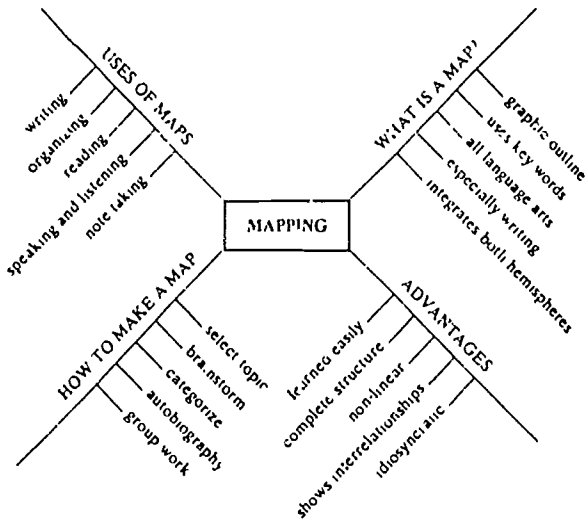 USES OF MAPS
writing
organizing
reading
speaking and listening
note taking
WHAT IS A MAP?
graphic outline
uses key words
all language arts
especially writing
integrates both hemispheres
MAPPING
HOW TO MAKE A MAP
select topic
brainstorm
categorize
autobiography
group work
ADVANTAGES
learned easily
complete structure
non-linear
shows interrelationships
idiosyncratic